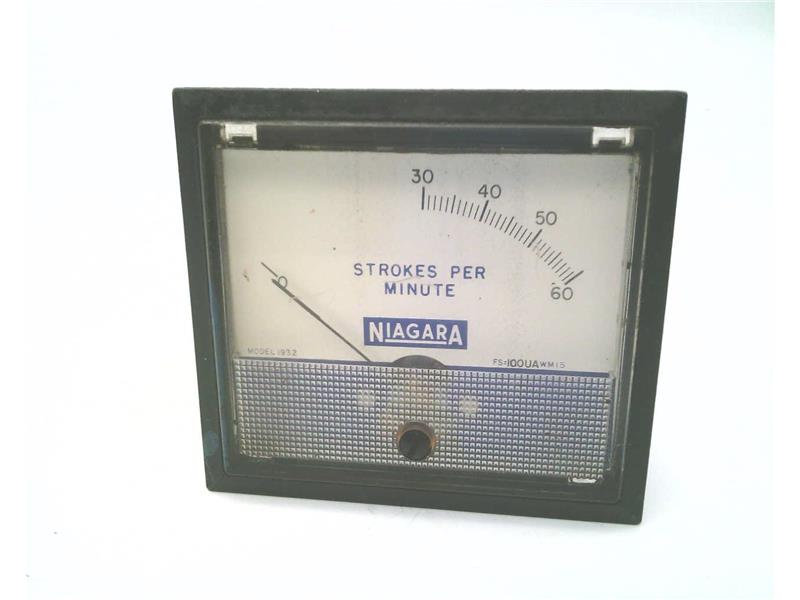 30
40
50
60
0
STROKES PER
MINUTE
NIAGARA
MODEL 1932
FS=100UA WM15